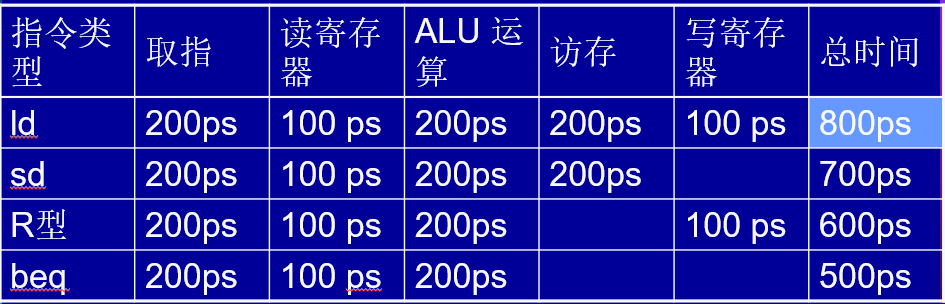 指令类型 取指 读寄存器 ALU 运算 访存 写寄存器 总时间
ld 200ps 100 ps 200ps 200ps 100 ps 800ps
sd 200ps 100 ps 200ps 200ps 700ps
R型 200ps 100 ps 200ps 100 ps 600ps
beq 200ps 100 ps 200ps 500ps